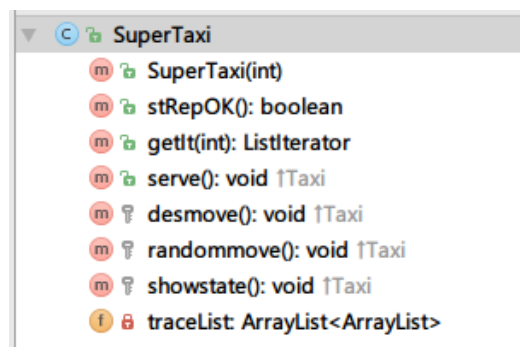 C SuperTaxi
m SuperTaxi(int)
m stRepOK(): boolean
m getIt(int): ListIterator
m serve(): void ↑Taxi
m desmove(): void ↑Taxi
m randommove(): void ↑Taxi
m showstate(): void ↑Taxi
f traceList: ArrayList<ArrayList>